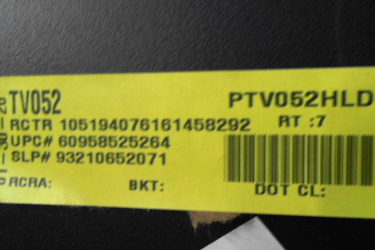 TV052 PTV052HLD
RCTR 105194076161458292 RT :7
UPC# 60958525264
SLP# 93210652071
RCRA: BKT: DOT CL: